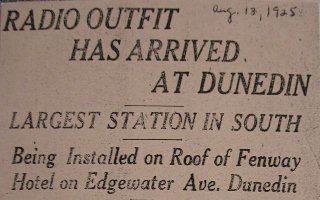 Aug. 13, 1925
RADIO OUTFIT
HAS ARRIVED
AT DUNEDIN
LARGEST STATION IN SOUTH
Being Installed on Roof of Fenway
Hotel on Edgewater Ave. Dunedin